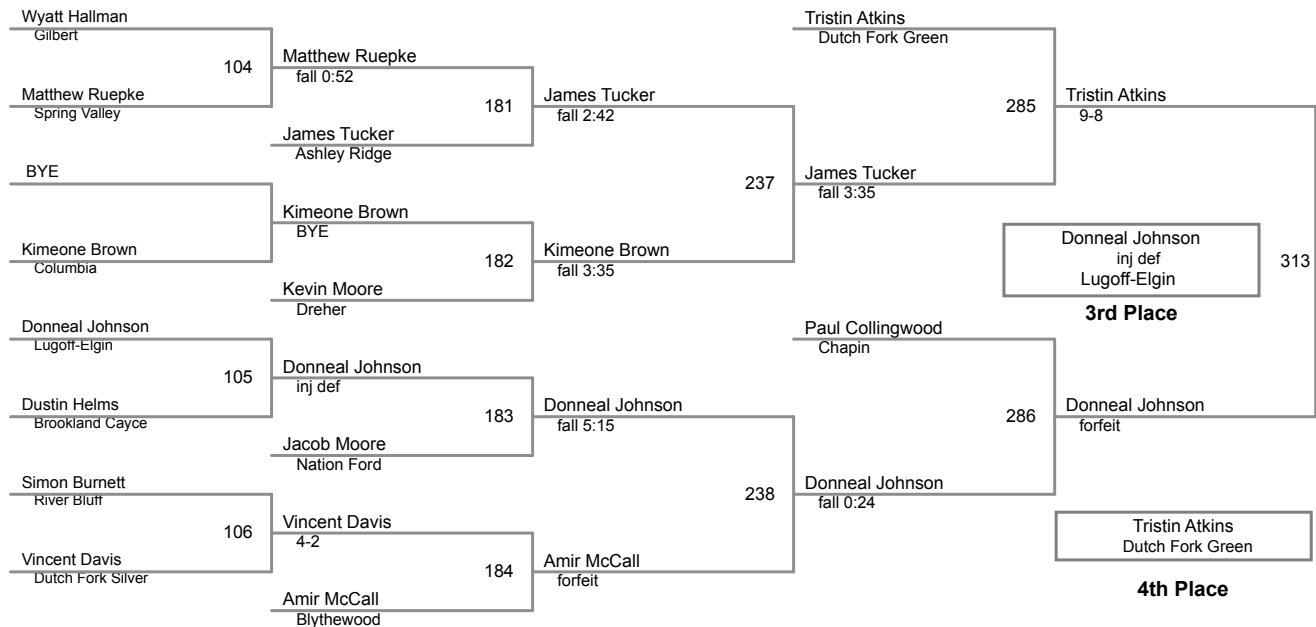 Wyatt Hallman
Gilbert
104
Matthew Ruepke
Spring Valley
BYE
Kimeone Brown
Columbia
Donneal Johnson
Lugoff-Elgin
105
Dustin Helms
Brookland Cayce
Simon Burnett
River Bluff
106
Vincent Davis
Dutch Fork Silver
Matthew Ruepke
fall 0:52
181
James Tucker
Ashley Ridge
Kimeone Brown
BYE
182
Kevin Moore
Dreher
Donneal Johnson
inj def
183
Jacob Moore
Nation Ford
Vincent Davis
4-2
184
Amir McCall
Blythewood
James Tucker
fall 2:42
237
Kimeone Brown
fall 3:35
Donneal Johnson
fall 5:15
238
Amir McCall
forfeit
Tristin Atkins
Dutch Fork Green
285
James Tucker
fall 3:35
Paul Collingwood
Chapin
286
Donneal Johnson
fall 0:24
Tristin Atkins
9-8
313
Donneal Johnson
forfeit
Donneal Johnson
inj def
Lugoff-Elgin
3rd Place
Tristin Atkins
Dutch Fork Green
4th Place